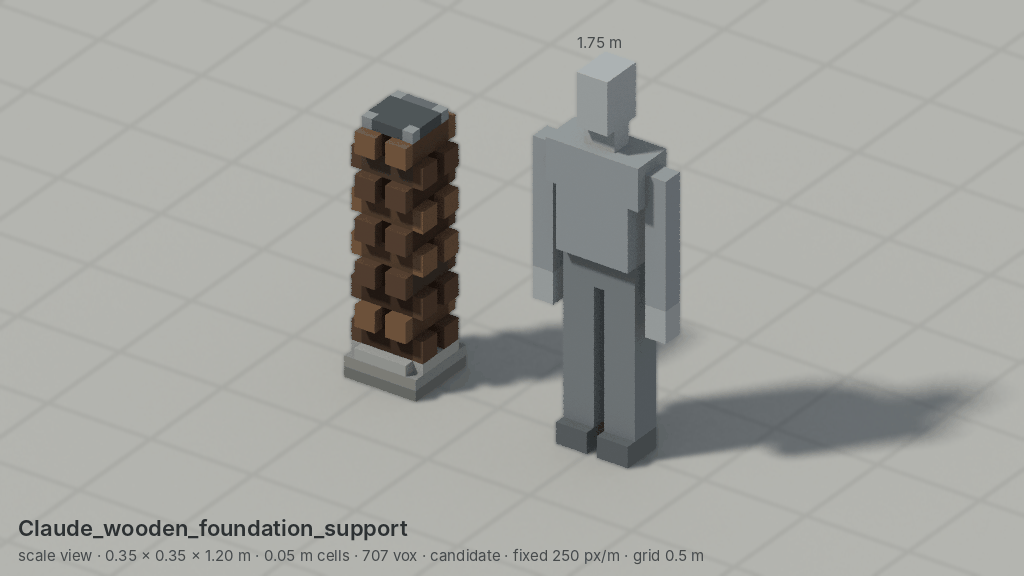 1.75 m
Claude_wooden_foundation_support
scale view · 0.35 × 0.35 × 1.20 m · 0.05 m cells · 707 vox · candidate · fixed 250 px/m · grid 0.5 m